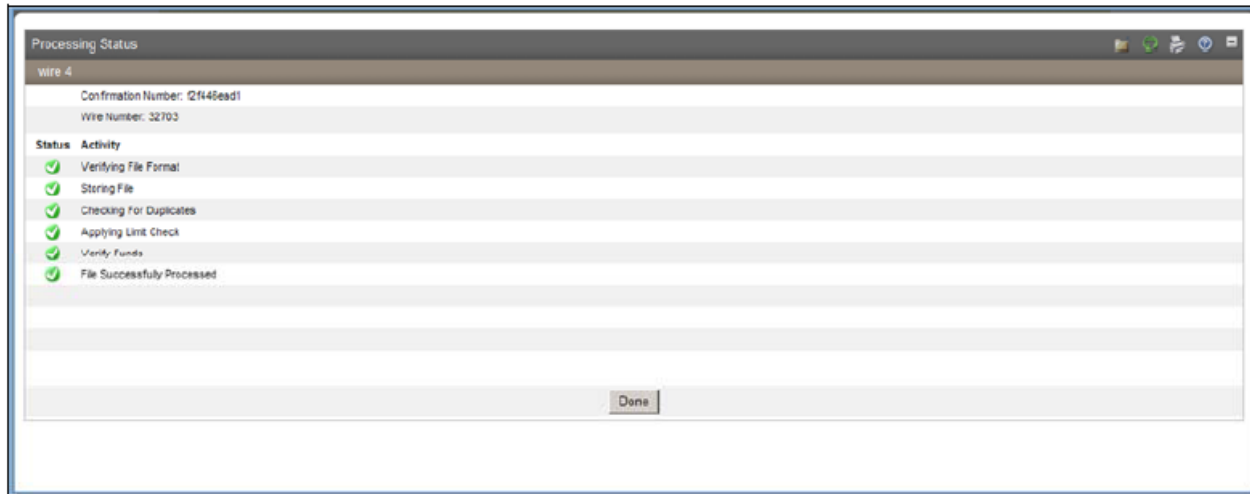 Processing Status
wire 4
Confirmation Number: f2f446ead1
Wire Number: 32703
Status Activity
Verifying File Format
Storing File
Checking For Duplicates
Applying Limit Check
Verify Funds
File Successfully Processed
Done